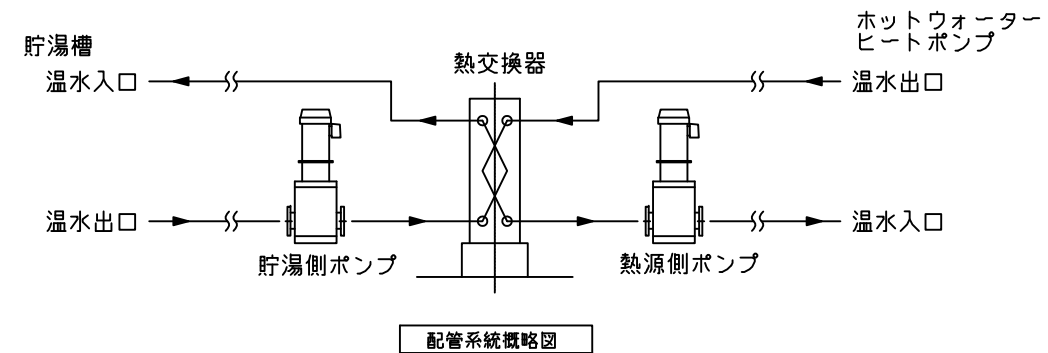 ホットウォーター
ヒートポンプ
貯湯槽
熱交換器
温水入口
温水出口
温水出口
温水入口
貯湯側ポンプ
熱源側ポンプ
配管系統概略図